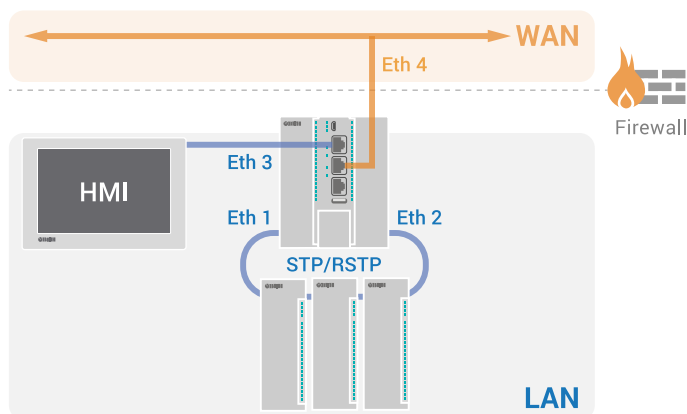 WAN
Eth 4
Firewall
Eth 3
HMI
Eth 1
Eth 2
STP/RSTP
LAN